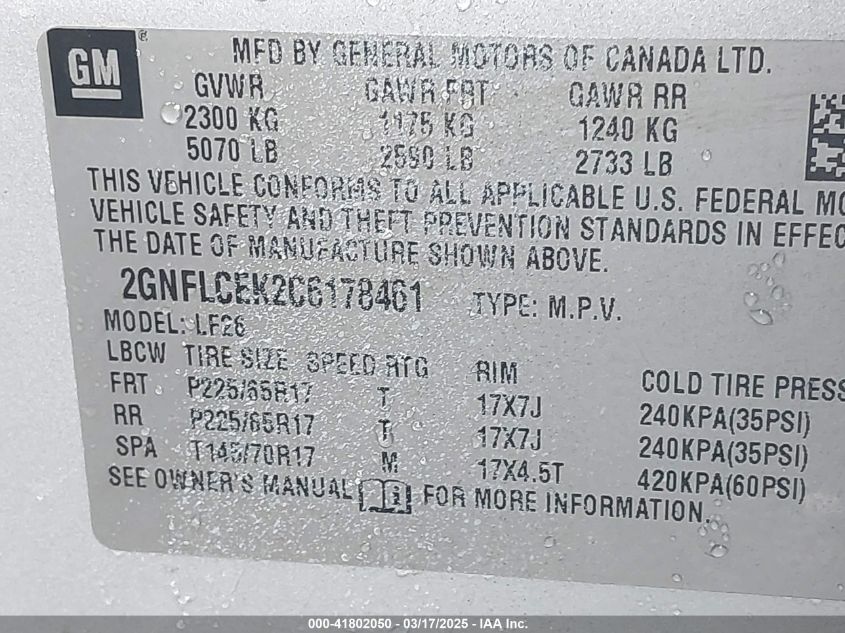 GM®
MFD BY GENERAL MOTORS OF CANADA LTD.
GVWR GAWR FRT GAWR RR
2300 KG 1175 KG 1240 KG
5070 LB 2590 LB 2733 LB
THIS VEHICLE CONFORMS TO ALL APPLICABLE U.S. FEDERAL MO
VEHICLE SAFETY AND THEFT PREVENTION STANDARDS IN EFFEC
THE DATE OF MANUFACTURE SHOWN ABOVE.
2GNFLCEK2C6178461 TYPE: M.P.V.
MODEL: LF26
LBCW TIRE SIZE SPEED RTG RIM COLD TIRE PRESS
FRT P225/65R17 T 17X7J 240KPA(35PSI)
RR P225/65R17 T 17X7J 240KPA(35PSI)
SPA T145/70R17 M 17X4.5T 420KPA(60PSI)
SEE OWNER'S MANUAL i FOR MORE INFORMATION.
000-41802050 - 03/17/2025 - IAA Inc.